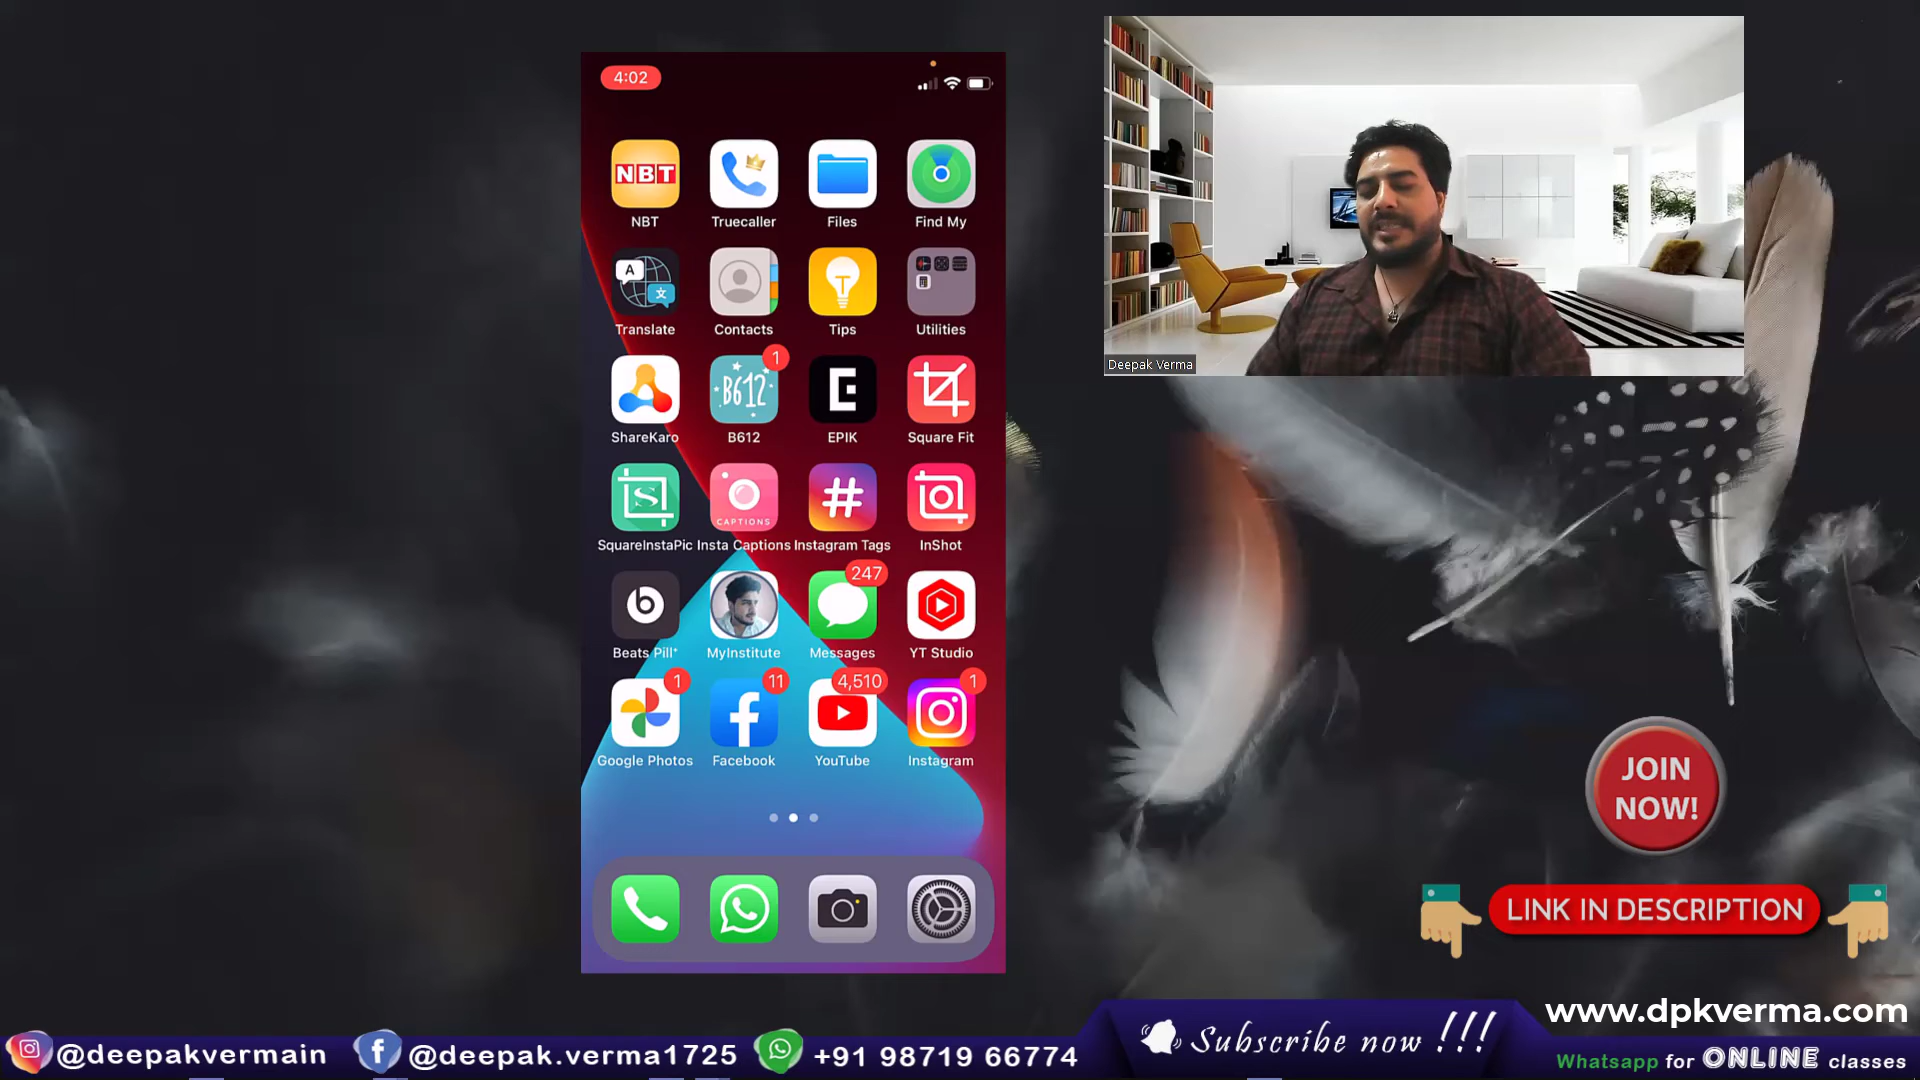 4:02
NBT
NBT
Truecaller
Files
Find My
A
文
T
Translate
Contacts
Tips
Utilities
1
B612
ShareKaro
B612
EPIK
Square Fit
CAPTIONS
#
SquareInstaPic
Insta Captions
Instagram Tags
InShot
247
Beats Pill⁺
MyInstitute
Messages
YT Studio
1
11
4,510
1
Google Photos
Facebook
YouTube
Instagram
Deepak Verma
JOIN
NOW!
LINK IN DESCRIPTION
@deepakvermain
@deepak.verma1725
+91 98719 66774
Subscribe now !!!
www.dpkverma.com
Whatsapp for ONLINE classes